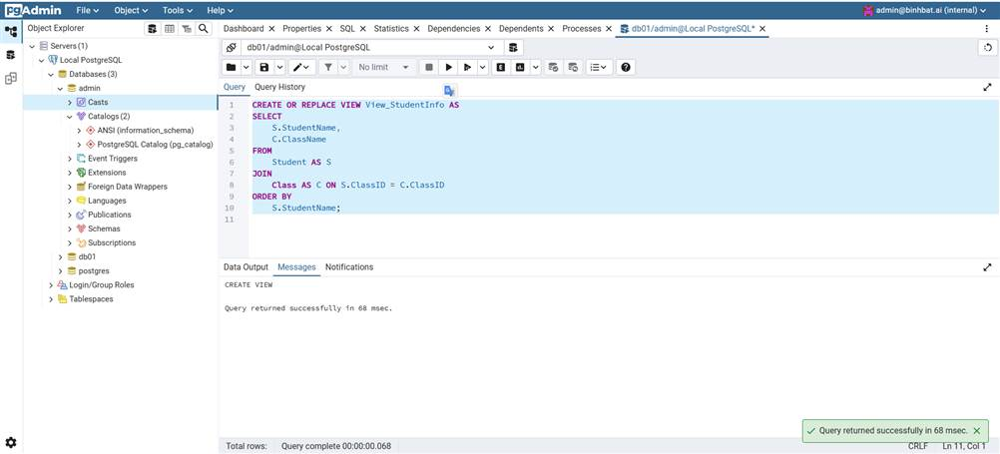 pgAdmin File Object Tools Help admin@binhbat.ai (internal)
Object Explorer
Dashboard Properties SQL Statistics Dependencies Dependents Processes db01/admin@Local PostgreSQL*
Servers (1)
Local PostgreSQL
Databases (3)
admin
Casts
Catalogs (2)
ANSI (information_schema)
PostgreSQL Catalog (pg_catalog)
Event Triggers
Extensions
Foreign Data Wrappers
Languages
Publications
Schemas
Subscriptions
db01
postgres
Login/Group Roles
Tablespaces
db01/admin@Local PostgreSQL
No limit
Query Query History
1 CREATE OR REPLACE VIEW View_StudentInfo AS
2 SELECT
3 S.StudentName,
4 C.ClassName
5 FROM
6 Student AS S
7 JOIN
8 Class AS C ON S.ClassID = C.ClassID
9 ORDER BY
10 S.StudentName;
11
Data Output Messages Notifications
CREATE VIEW
Query returned successfully in 68 msec.
Query returned successfully in 68 msec.
Total rows: Query complete 00:00:00.068 CRLF Ln 11, Col 1